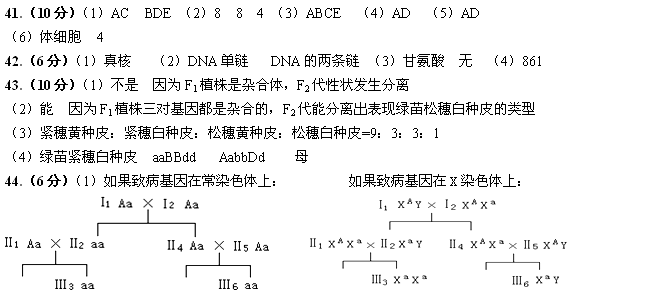 41.(10分)(1)AC BDE (2)8 8 4 (3)ABCE (4)AD (5)AD
(6)体细胞 4
42.(6分)(1)真核 (2)DNA单链 DNA的两条链 (3)甘氨酸 无 (4)861
43.(10分)(1)不是 因为F₁植株是杂合体,F₂代性状发生分离
(2)能 因为F₁植株三对基因都是杂合的,F₂代能分离出表现绿苗松穗白种皮的类型
(3)紧穗黄种皮:紧穗白种皮:松穗黄种皮:松穗白种皮=9:3:3:1
(4)绿苗紧穗白种皮 aaBBdd AabbDd 母
44.(6分)(1)如果致病基因在常染色体上: 如果致病基因在X染色体上:
I₁ Aa × I₂ Aa
II₁ Aa × II₂ aa II₄ Aa × II₅ Aa
III₃ aa III₆ aa
I₁ XᴬY × I₂ XᴬXᵃ
II₁ XᴬXᵃ × II₂ XᵃY II₄ XᴬXᵃ × II₅ XᴬY
III₃ XᵃXᵃ III₆ XᵃY